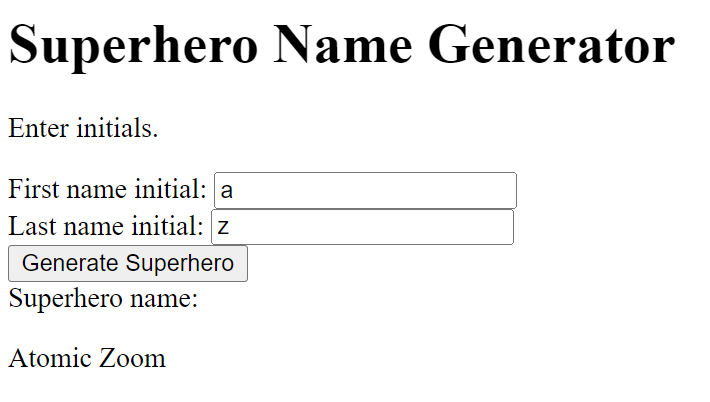 Superhero Name Generator
Enter initials.
First name initial: a
Last name initial: z
Generate Superhero
Superhero name:
Atomic Zoom